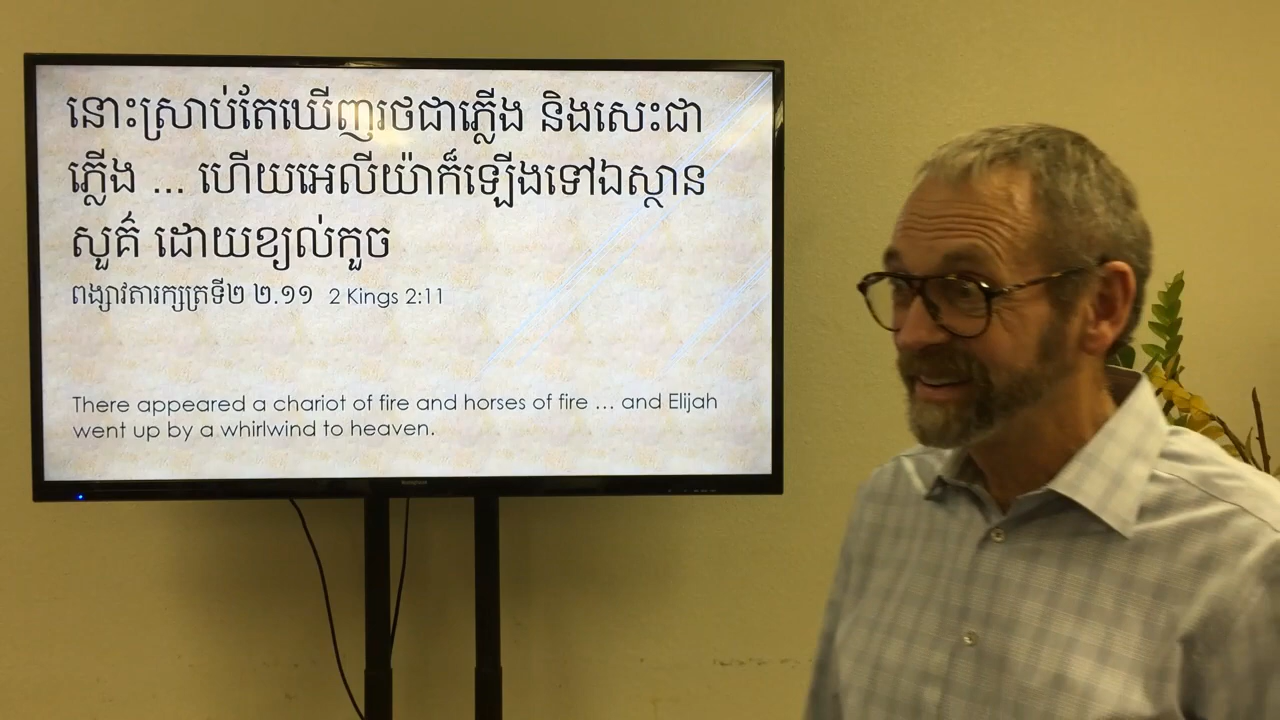 នោះស្រាប់តែឃើញរថជាភ្លើង និងសេះជា
ភ្លើង ... ហើយអេលីយ៉ាក៏ឡើងទៅឯស្ថាន
សួគ៌ ដោយខ្យល់កួច
ពង្សាវតារក្សត្រទី២ ២.១១ 2 Kings 2:11
There appeared a chariot of fire and horses of fire ... and Elijah
went up by a whirlwind to heaven.